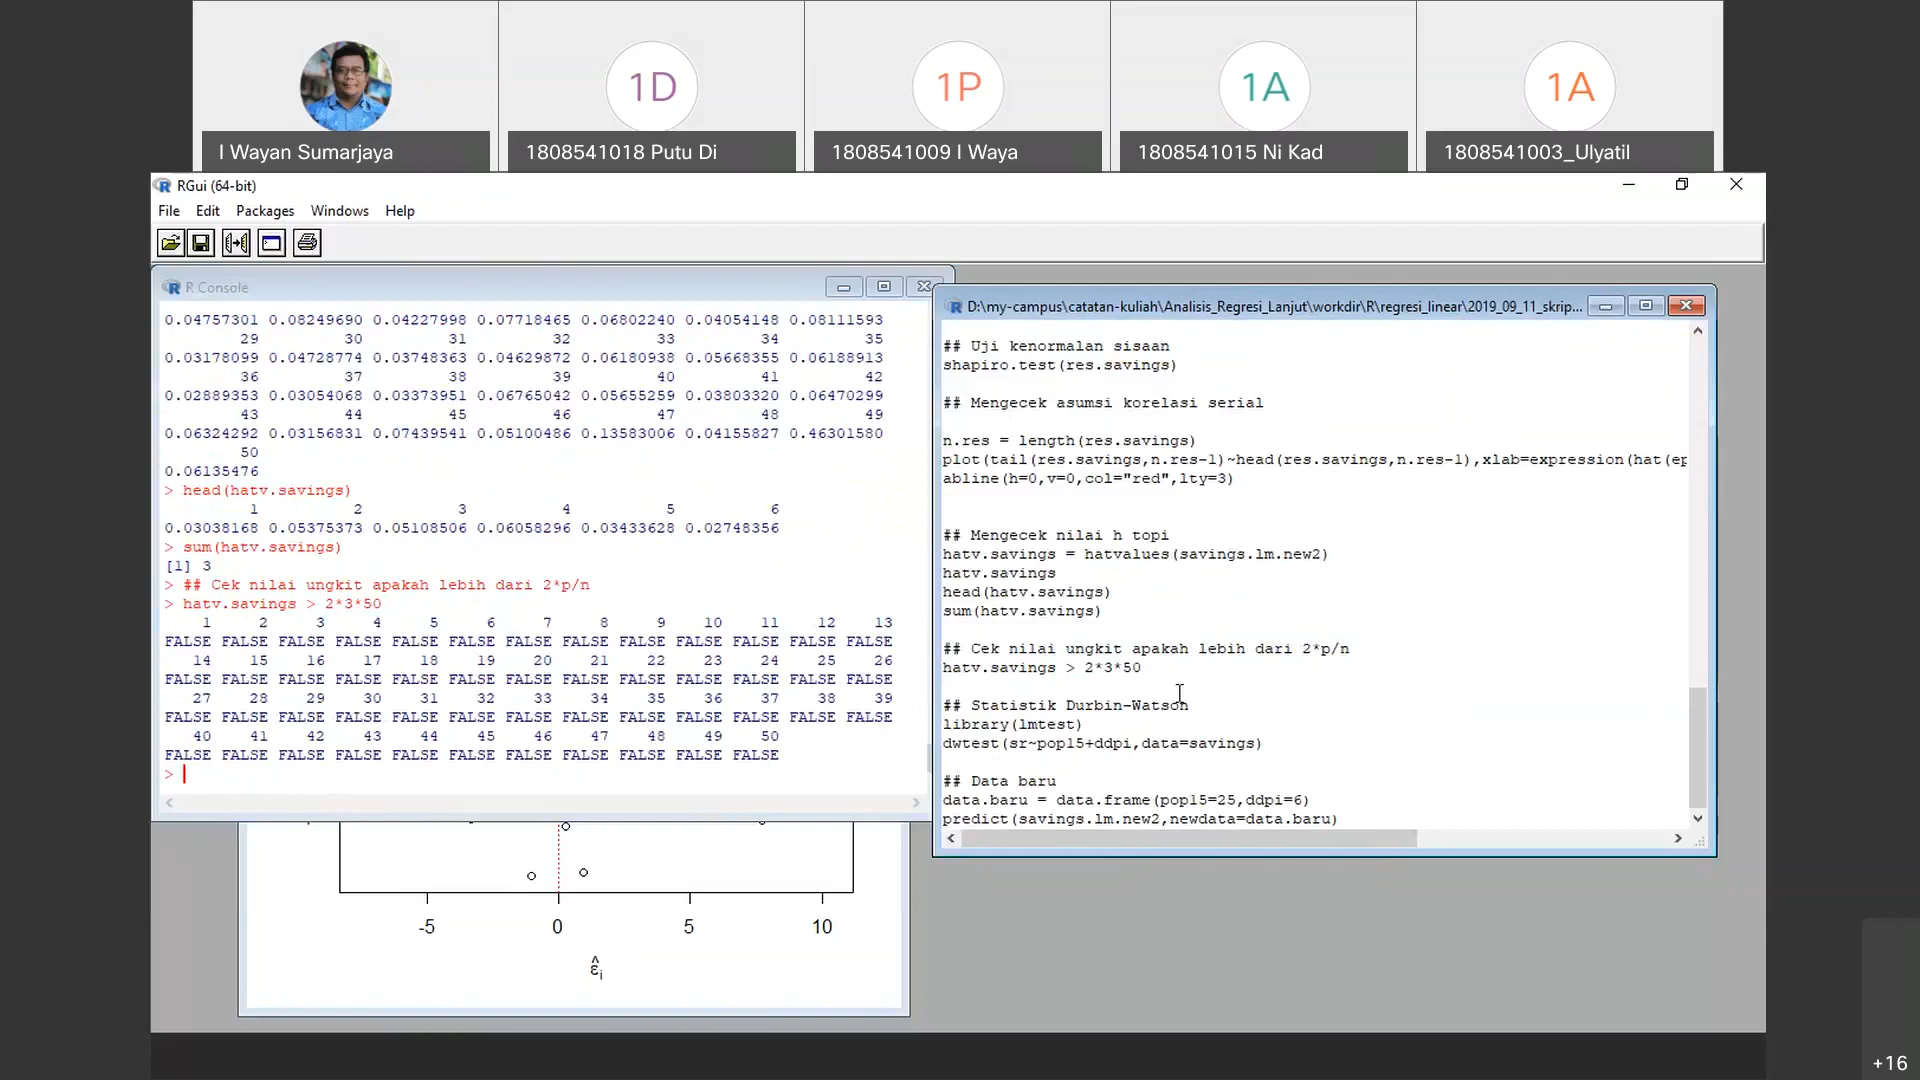 1D
1P
1A
1A
I Wayan Sumarjaya
1808541018 Putu Di
1808541009 I Waya
1808541015 Ni Kad
1808541003_Ulyatil
RGui (64-bit)
File Edit Packages Windows Help
R Console
0.04757301 0.08249690 0.04227998 0.07718465 0.06802240 0.04054148 0.08111593
29 30 31 32 33 34 35
0.03178099 0.04728774 0.03748363 0.04629872 0.06180938 0.05668355 0.06188913
36 37 38 39 40 41 42
0.02889353 0.03054068 0.03373951 0.06765042 0.05655259 0.03803320 0.06470299
43 44 45 46 47 48 49
0.06324292 0.03156831 0.07439541 0.05100486 0.13583006 0.04155827 0.46301580
50
0.06135476
> head(hatv.savings)
1 2 3 4 5 6
0.03038168 0.05375373 0.05108506 0.06058296 0.03433628 0.02748356
> sum(hatv.savings)
[1] 3
> ## Cek nilai ungkit apakah lebih dari 2*p/n
> hatv.savings > 2*3*50
1 2 3 4 5 6 7 8 9 10 11 12 13
FALSE FALSE FALSE FALSE FALSE FALSE FALSE FALSE FALSE FALSE FALSE FALSE FALSE
14 15 16 17 18 19 20 21 22 23 24 25 26
FALSE FALSE FALSE FALSE FALSE FALSE FALSE FALSE FALSE FALSE FALSE FALSE FALSE
27 28 29 30 31 32 33 34 35 36 37 38 39
FALSE FALSE FALSE FALSE FALSE FALSE FALSE FALSE FALSE FALSE FALSE FALSE FALSE
40 41 42 43 44 45 46 47 48 49 50
FALSE FALSE FALSE FALSE FALSE FALSE FALSE FALSE FALSE FALSE FALSE
>
D:\my-campus\catatan-kuliah\Analisis_Regresi_Lanjut\workdir\R\regresi_linear\2019_09_11_skrip...
## Uji kenormalan sisaan
shapiro.test(res.savings)
## Mengecek asumsi korelasi serial
n.res = length(res.savings)
plot(tail(res.savings,n.res-1)~head(res.savings,n.res-1),xlab=expression(hat(ep
abline(h=0,v=0,col="red",lty=3)
## Mengecek nilai h topi
hatv.savings = hatvalues(savings.lm.new2)
hatv.savings
head(hatv.savings)
sum(hatv.savings)
## Cek nilai ungkit apakah lebih dari 2*p/n
hatv.savings > 2*3*50
## Statistik Durbin-Watson
library(lmtest)
dwtest(sr~pop15+ddpi,data=savings)
## Data baru
data.baru = data.frame(pop15=25,ddpi=6)
predict(savings.lm.new2,newdata=data.baru)
-5 0 5 10
ε̂i
+16